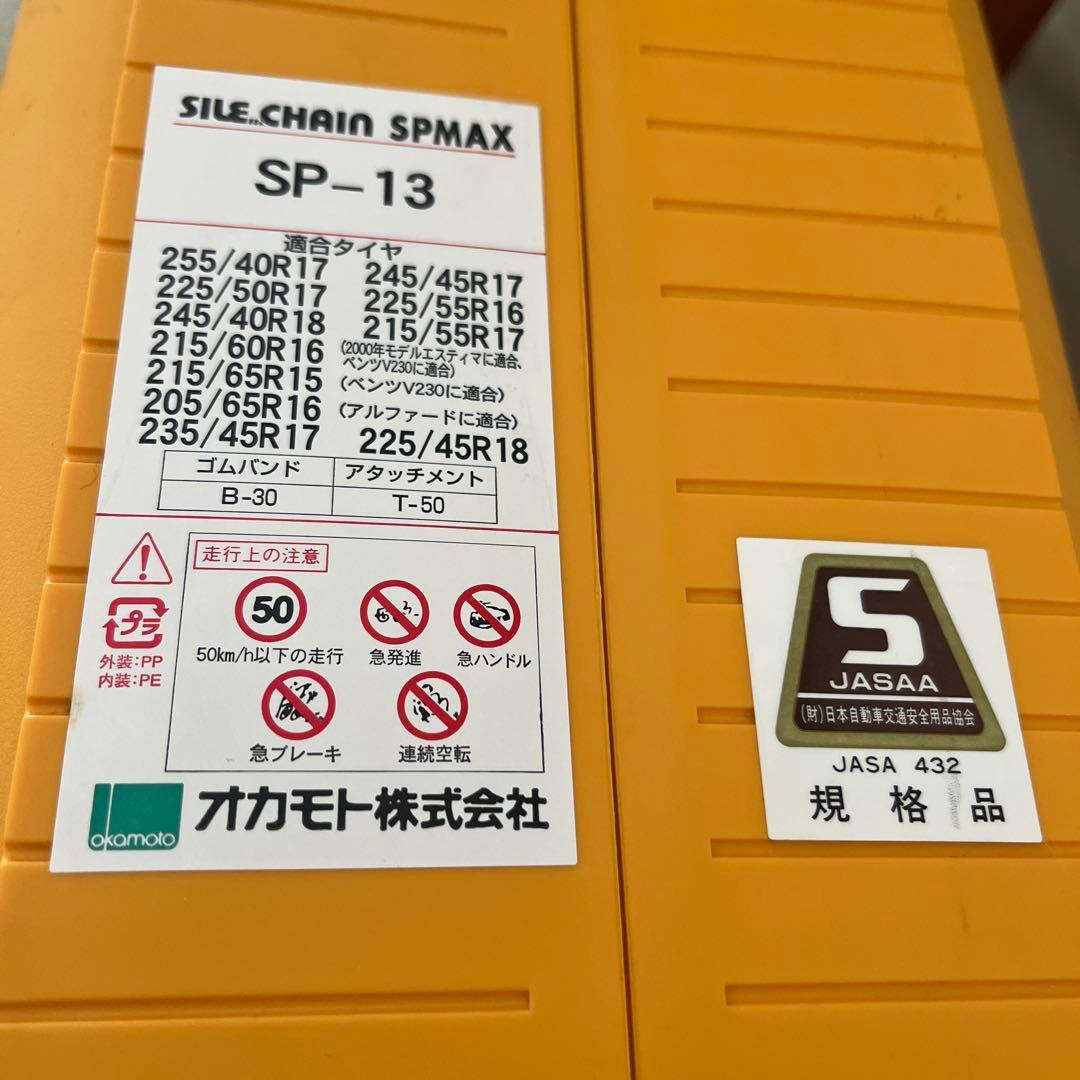 SILE CHAIN SPMAX
SP-13
適合タイヤ
255/40R17 245/45R17
225/50R17 225/55R16
245/40R18 215/55R17
215/60R16 (2000年モデルエスティマに適合、
ベンツV230に適合)
215/65R15 (ベンツV230に適合)
205/65R16 (アルファードに適合)
235/45R17 225/45R18
ゴムバンド アタッチメント
B-30 T-50
走行上の注意
50
50km/h以下の走行 急発進 急ハンドル
急ブレーキ 連続空転
プラ
外装:PP
内装:PE
okamoto オカモト株式会社
S
JASAA
(財)日本自動車交通安全用品協会
JASA 432
規格品